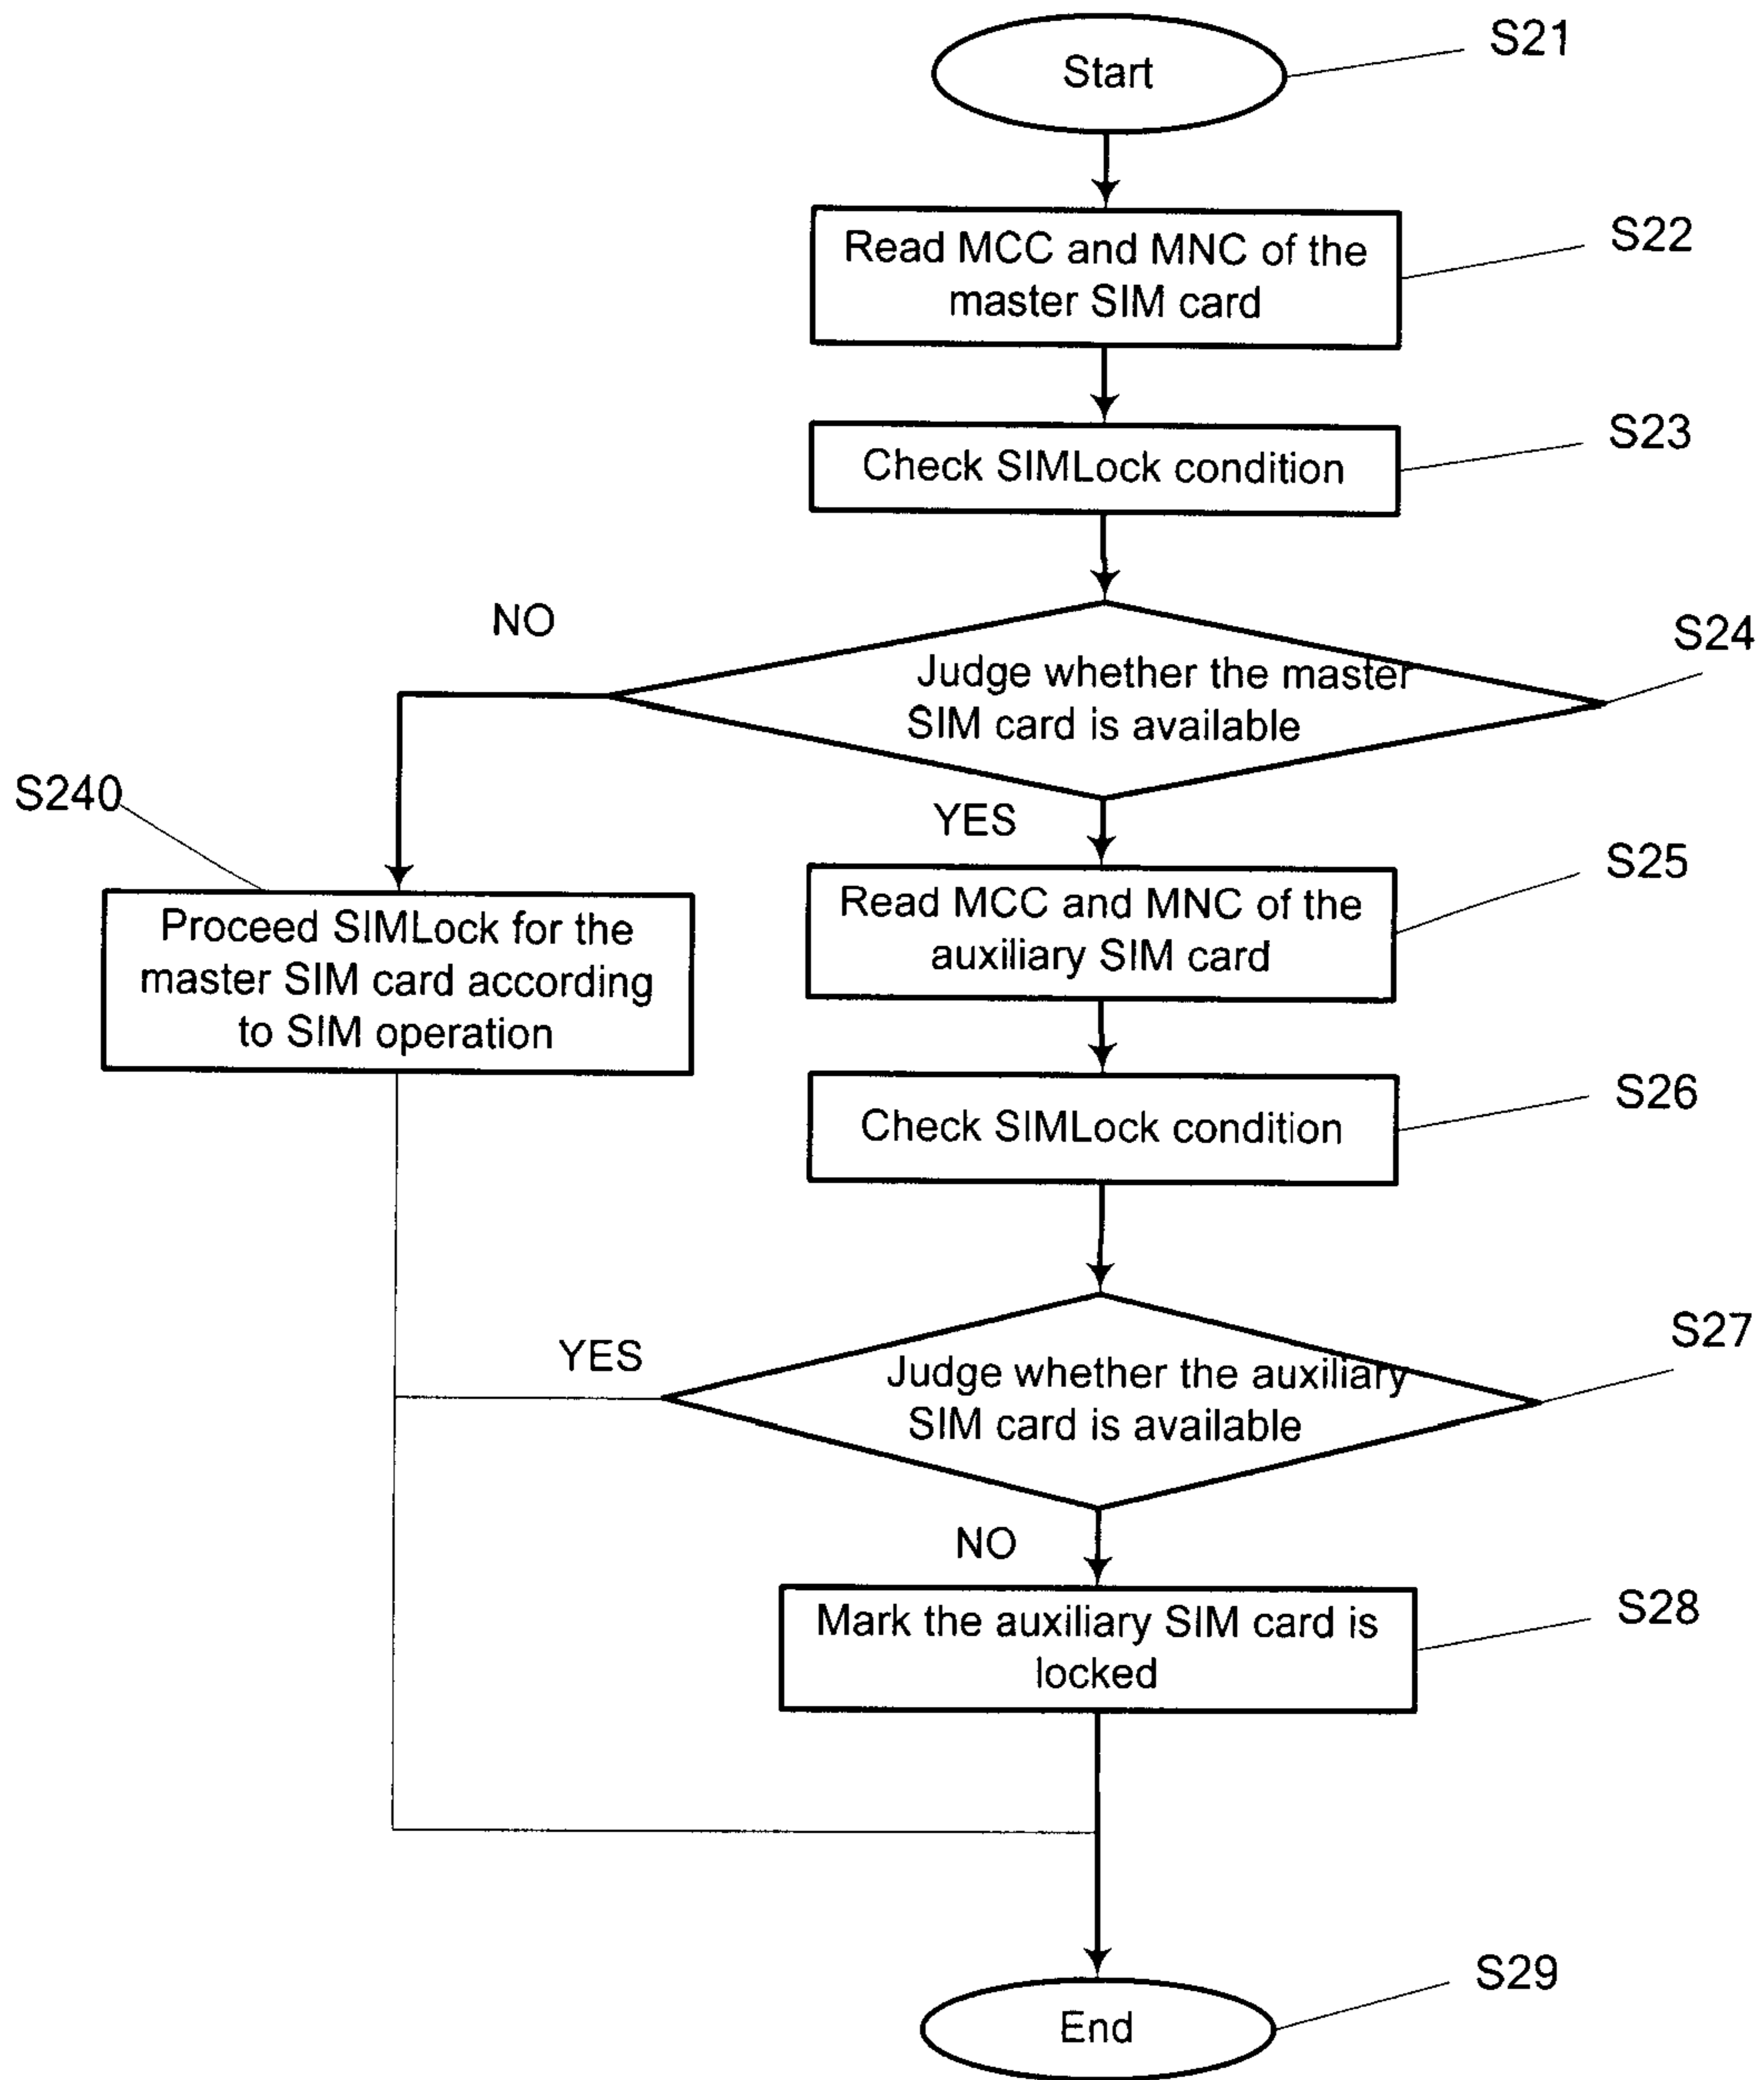 Start
S21
Read MCC and MNC of the
master SIM card
S22
Check SIMLock condition
S23
NO
Judge whether the master
SIM card is available
S24
YES
S240
Proceed SIMLock for the
master SIM card according
to SIM operation
Read MCC and MNC of the
auxiliary SIM card
S25
Check SIMLock condition
S26
YES
Judge whether the auxiliary
SIM card is available
S27
NO
Mark the auxiliary SIM card is
locked
S28
End
S29